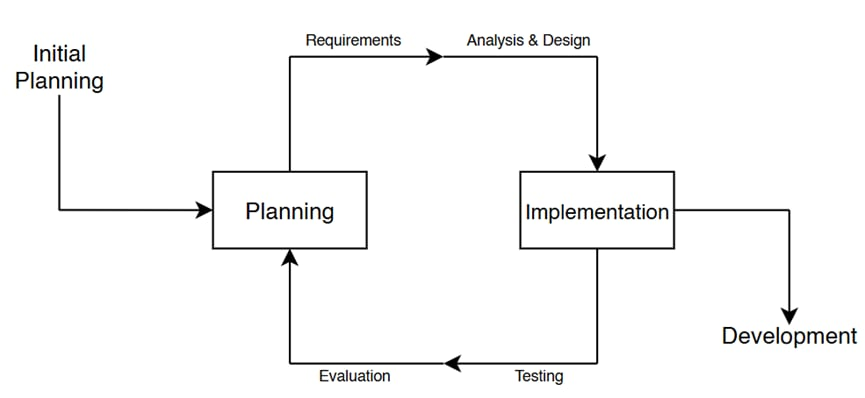 Initial
Planning
Requirements
Analysis & Design
Planning
Implementation
Development
Evaluation
Testing